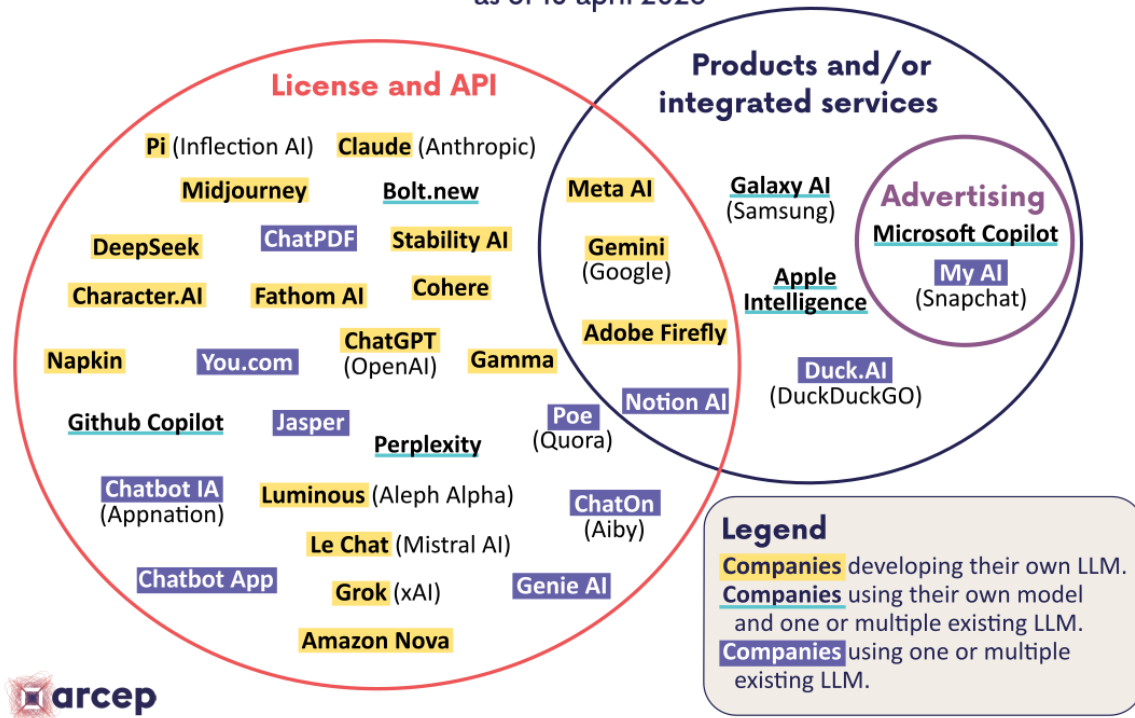 as of april
License and API
Products and/or
integrated services
Pi (Inflection AI)
Claude (Anthropic)
Midjourney
Bolt.new
Meta AI
Galaxy AI
(Samsung)
Advertising
Microsoft Copilot
My AI
(Snapchat)
DeepSeek
ChatPDF
Stability AI
Gemini
(Google)
Apple
Intelligence
Character.AI
Fathom AI
Cohere
Adobe Firefly
Napkin
You.com
ChatGPT
(OpenAI)
Gamma
Duck.AI
(DuckDuckGO)
Notion AI
Github Copilot
Jasper
Perplexity
Poe
(Quora)
Chatbot IA
(Appnation)
Luminous (Aleph Alpha)
ChatOn
(Aiby)
Le Chat (Mistral AI)
Chatbot App
Grok (xAI)
Genie AI
Amazon Nova
Legend
Companies developing their own LLM.
Companies using their own model
and one or multiple existing LLM.
Companies using one or multiple
existing LLM.
arcep